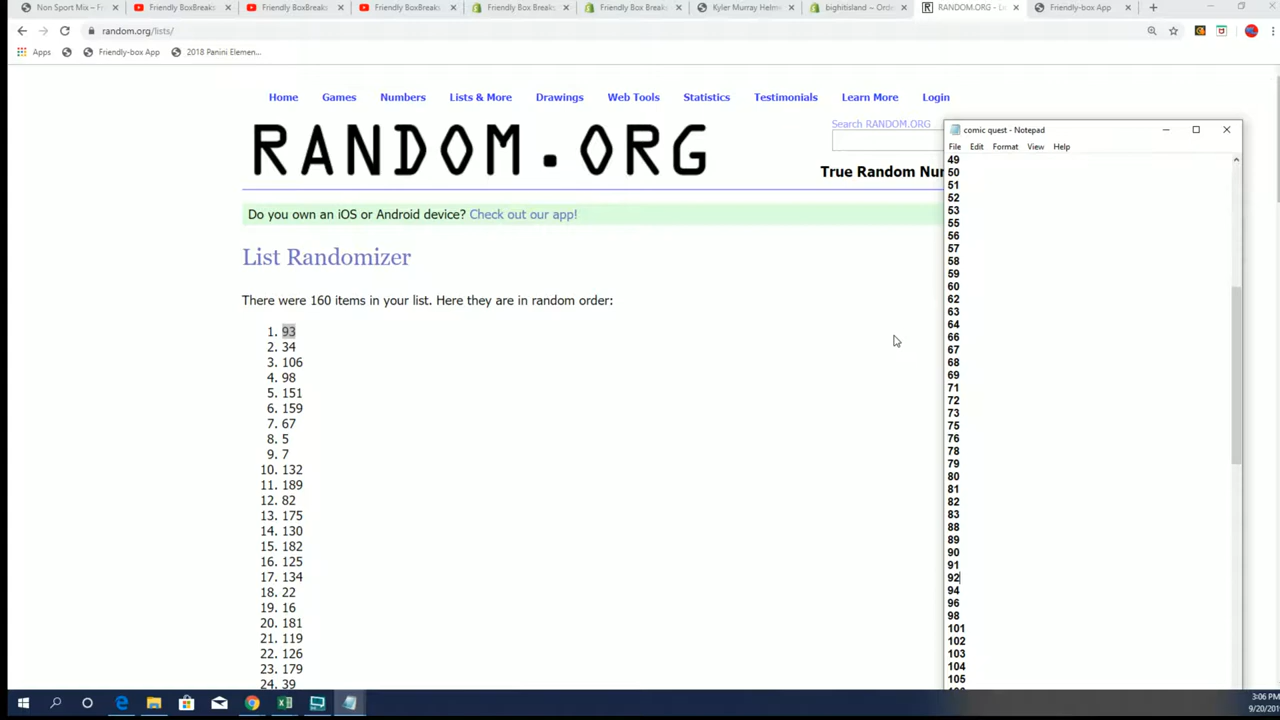 Non Sport Mix – F
Friendly BoxBreaks
Friendly BoxBreaks
Friendly BoxBreaks
Friendly Box Breaks
Friendly Box Breaks
Kyler Murray Helm
bighitisland ~ Ord
RANDOM.ORG - L
Friendly-box App
random.org/lists/
Apps
Friendly-box App
2018 Panini Elemen...
Home
Games
Numbers
Lists & More
Drawings
Web Tools
Statistics
Testimonials
Learn More
Login
RANDOM.ORG
Search RANDOM.ORG
True Random Nu
Do you own an iOS or Android device? Check out our app!
List Randomizer
There were 160 items in your list. Here they are in random order:
1. 93
2. 34
3. 106
4. 98
5. 151
6. 159
7. 67
8. 5
9. 7
10. 132
11. 189
12. 82
13. 175
14. 130
15. 182
16. 125
17. 134
18. 22
19. 16
20. 181
21. 119
22. 126
23. 179
24. 39
comic quest - Notepad
File Edit Format View Help
49
50
51
52
53
55
56
57
58
59
60
62
63
64
66
67
68
69
71
72
73
75
76
78
79
80
81
82
83
88
89
90
91
92
94
96
98
101
102
103
104
105
3:06 PM
9/20/201